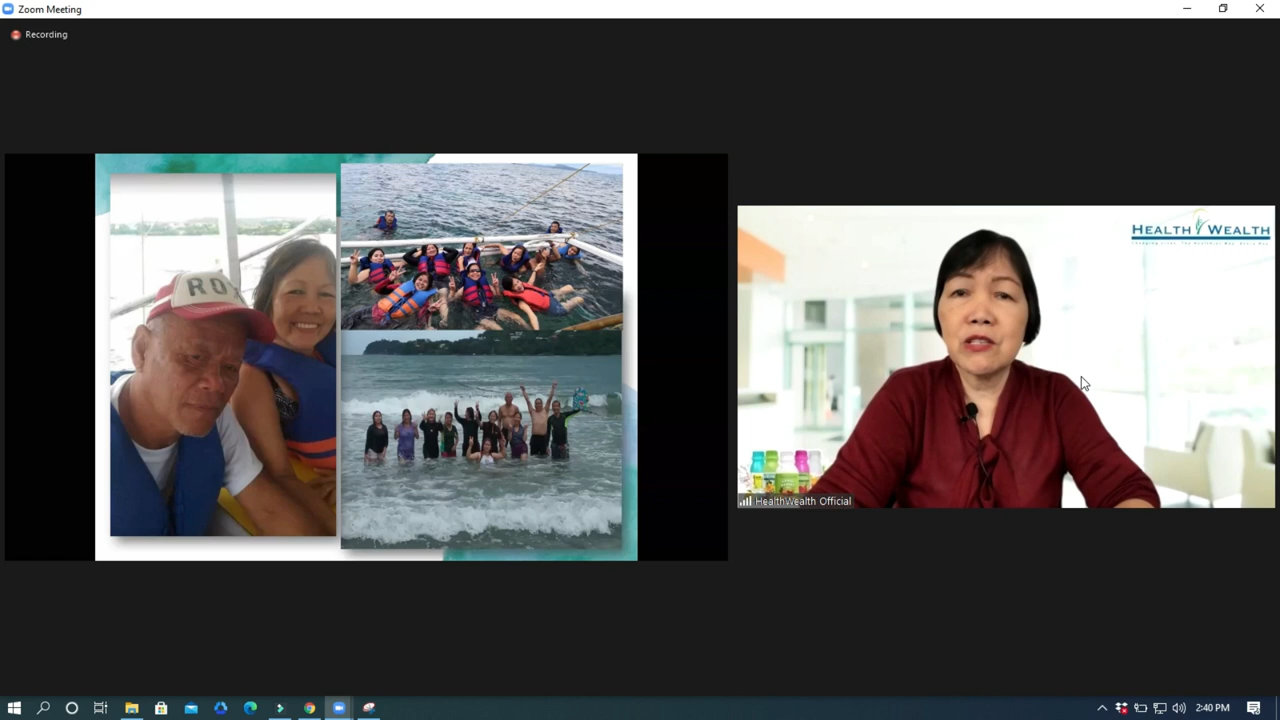 Zoom Meeting
Recording
RO
HEALTH WEALTH
HealthWealth Official
2:40 PM